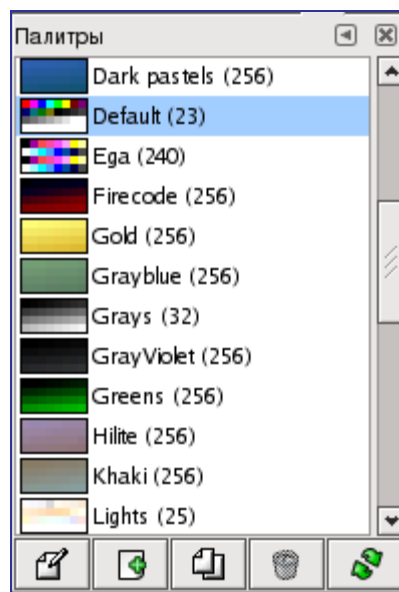 Палитры
Dark pastels (256)
Default (23)
Ega (240)
Firecode (256)
Gold (256)
Grayblue (256)
Grays (32)
GrayViolet (256)
Greens (256)
Hilite (256)
Khaki (256)
Lights (25)